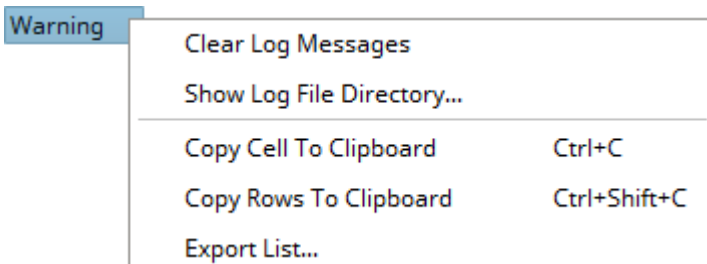 Warning
Clear Log Messages
Show Log File Directory...
Copy Cell To Clipboard Ctrl+C
Copy Rows To Clipboard Ctrl+Shift+C
Export List...